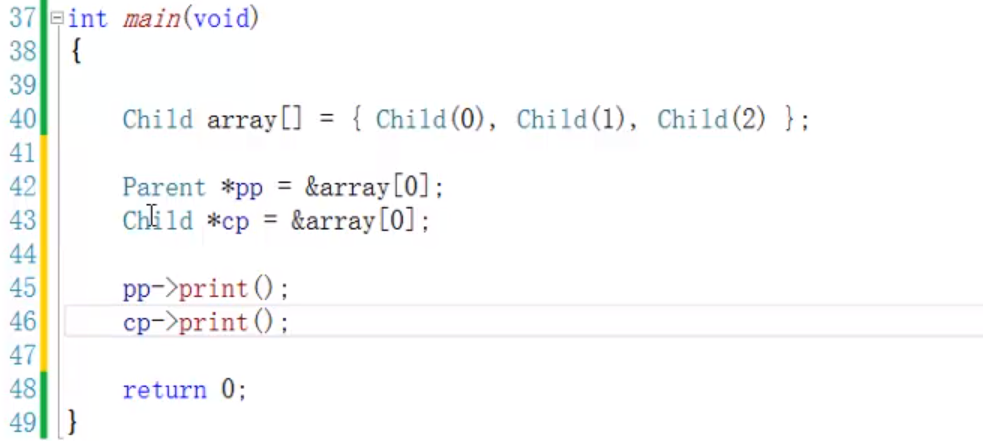 37 int main(void)
38 {
39
40 Child array[] = { Child(0), Child(1), Child(2) };
41
42 Parent *pp = &array[0];
43 Child *cp = &array[0];
44
45 pp->print();
46 cp->print();
47
48 return 0;
49 }